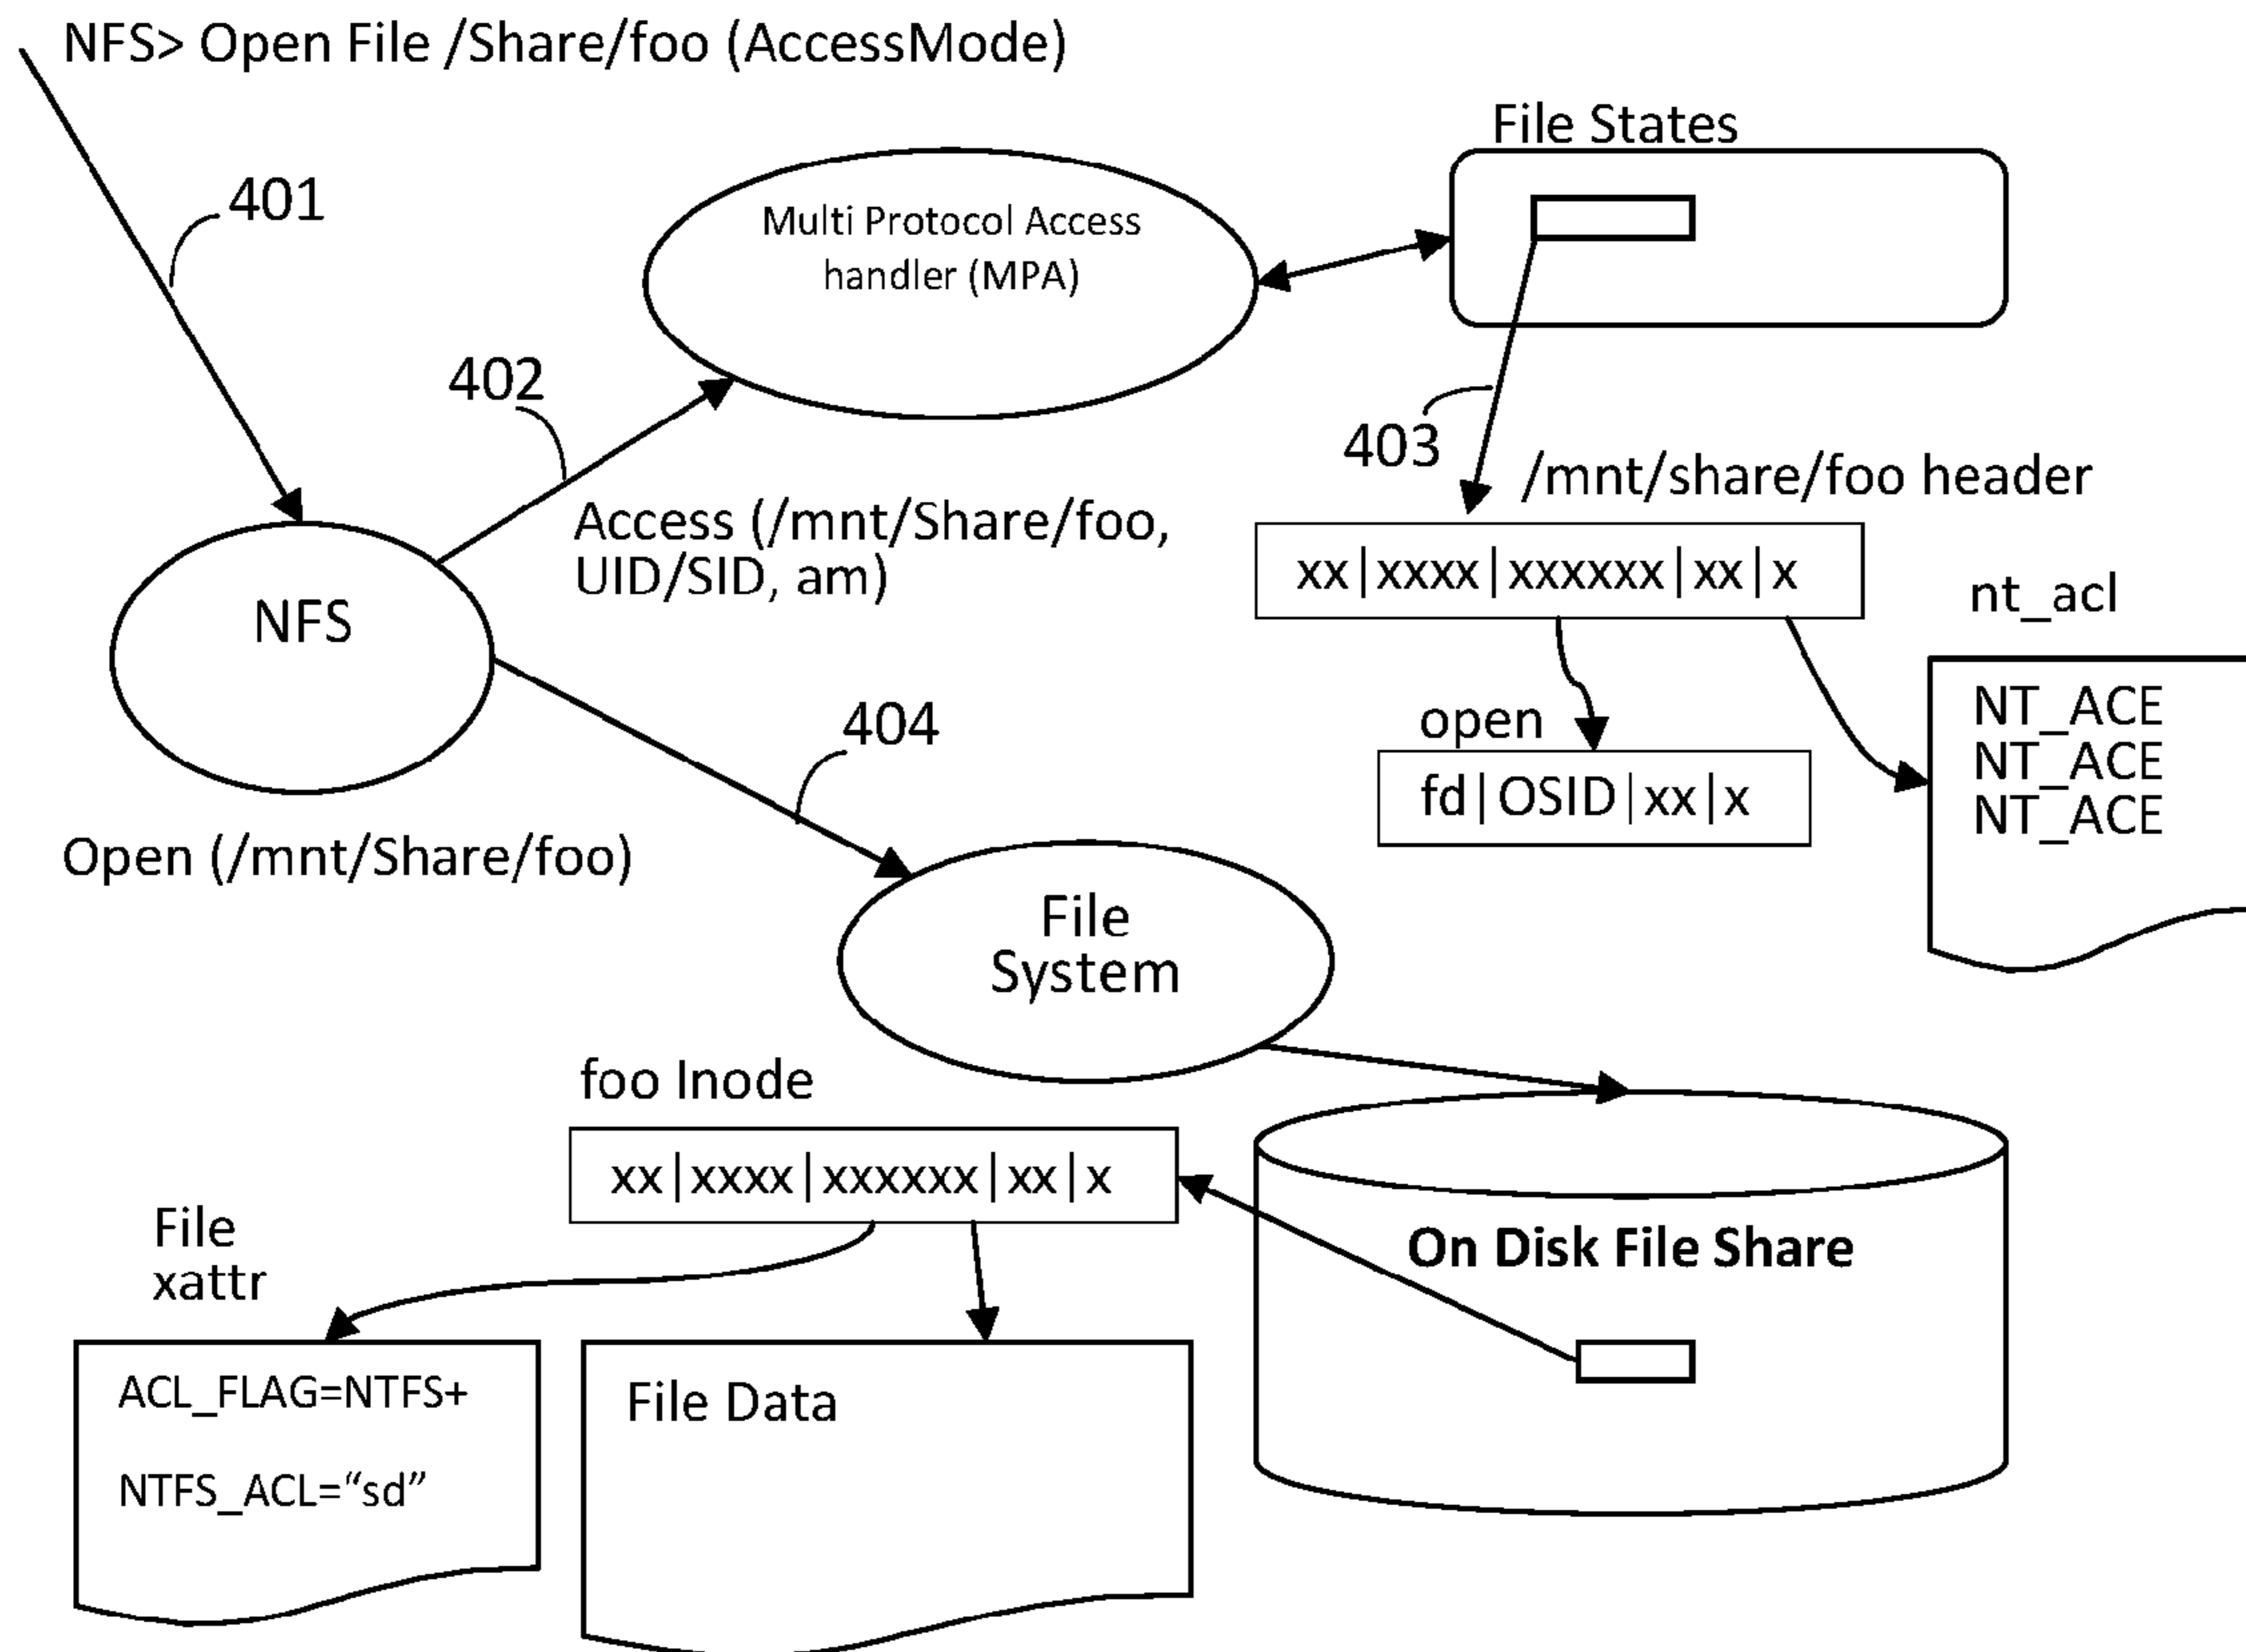 NFS> Open File /Share/foo (AccessMode)
File States
401
Multi Protocol Access
handler (MPA)
402
403
/mnt/share/foo header
Access (/mnt/Share/foo,
UID/SID, am)
xx|xxxx|xxxxxx|xx|x
NFS
nt_acl
NT_ACE
NT_ACE
NT_ACE
open
fd|OSID|xx|x
404
Open (/mnt/Share/foo)
File
System
foo Inode
xx|xxxx|xxxxxx|xx|x
On Disk File Share
File
xattr
ACL_FLAG=NTFS+
NTFS_ACL=“sd”
File Data